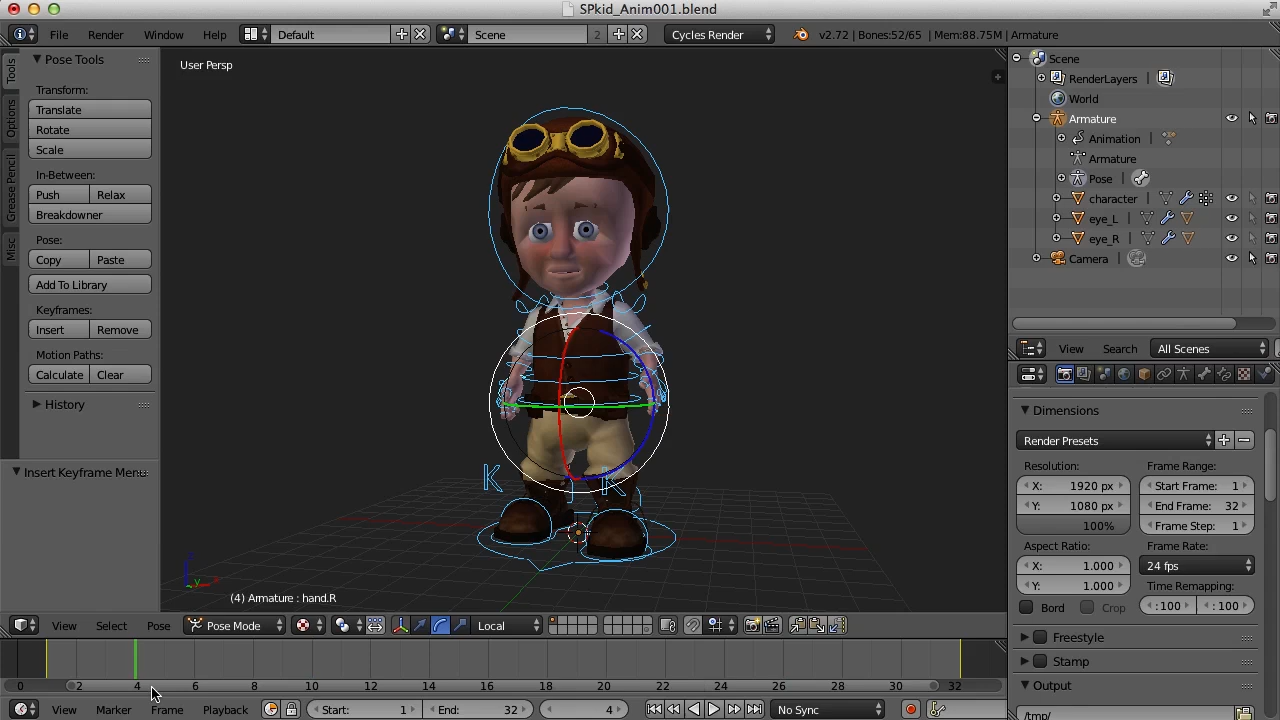 SPkid_Anim001.blend
File Render Window Help Default Scene 2 Cycles Render v2.72 | Bones:52/65 | Mem:88.75M | Armature
Tools
Options
Grease Pencil
Misc
Pose Tools
Transform:
Translate
Rotate
Scale
In-Between:
Push Relax
Breakdowner
Pose:
Copy Paste
Add To Library
Keyframes:
Insert Remove
Motion Paths:
Calculate Clear
History
Insert Keyframe Menu
User Persp
K K
z
y x
(4) Armature : hand.R
View Select Pose Pose Mode Local
0 2 4 6 8 10 12 14 16 18 20 22 24 26 28 30 32
View Marker Frame Playback Start: 1 End: 32 4 No Sync
Scene
RenderLayers
World
Armature
Animation
Armature
Pose
character
eye_L
eye_R
Camera
View Search All Scenes
Dimensions
Render Presets
Resolution: Frame Range:
X: 1920 px Start Frame: 1
Y: 1080 px End Frame: 32
100% Frame Step: 1
Aspect Ratio: Frame Rate:
X: 1.000 24 fps
Y: 1.000 Time Remapping:
Bord Crop :100 :100
Freestyle
Stamp
Output
/tmp/